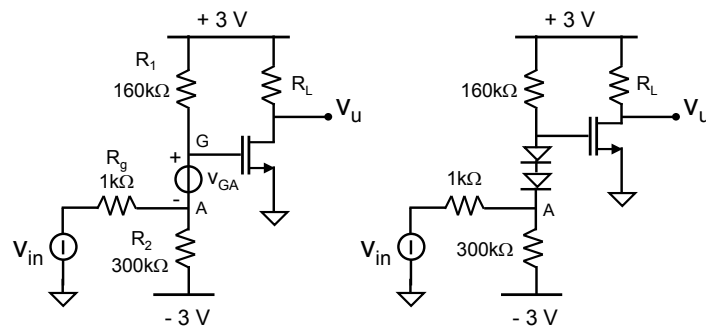 + 3 V
R1
160kΩ
RL
Vu
G
+
Rg
1kΩ
vGA
-
A
Vin
R2
300kΩ
- 3 V
+ 3 V
160kΩ
RL
Vu
1kΩ
A
Vin
300kΩ
- 3 V